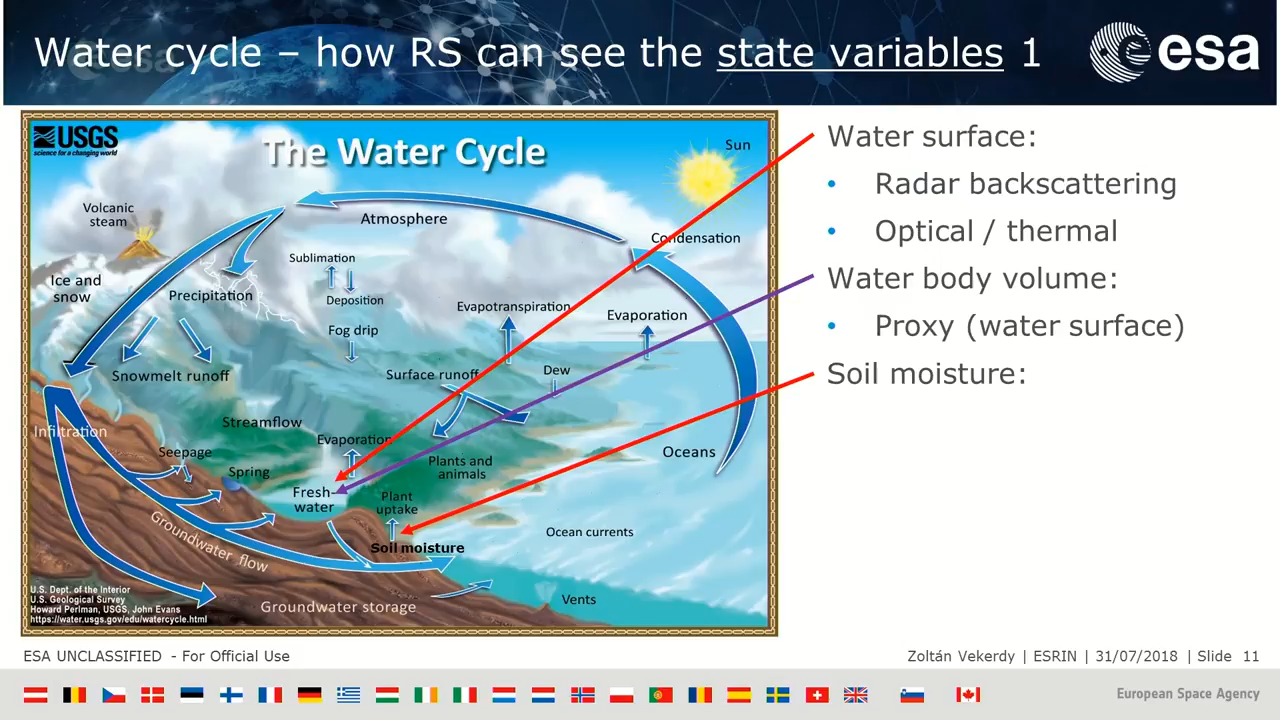 Water cycle – how RS can see the state variables 1
esa
USGS
science for a changing world
The Water Cycle
Sun
Volcanic
steam
Atmosphere
Condensation
Sublimation
Ice and
snow
Precipitation
Deposition
Evapotranspiration
Evaporation
Fog drip
Snowmelt runoff
Surface runoff
Dew
Streamflow
Infiltration
Evaporation
Seepage
Oceans
Spring
Plants and
animals
Fresh-
water
Plant
uptake
Groundwater flow
Ocean currents
Soil moisture
U.S. Dept. of the Interior
U.S. Geological Survey
Howard Perlman, USGS, John Evans
https://water.usgs.gov/edu/watercycle.html
Groundwater storage
Vents
Water surface:
• Radar backscattering
• Optical / thermal
Water body volume:
• Proxy (water surface)
Soil moisture:
ESA UNCLASSIFIED - For Official Use
Zoltán Vekerdy | ESRIN | 31/07/2018 | Slide 11
European Space Agency